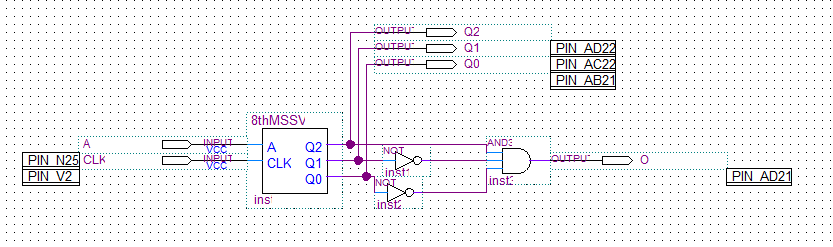 OUTPUT Q2
OUTPUT Q1
OUTPUT Q0
PIN_AD22
PIN_AC22
PIN_AB21
8thMSSV
A INPUT
VCC
CLK INPUT
VCC
PIN_N25
PIN_V2
A Q2
CLK Q1
Q0
inst
NOT
inst
NOT
inst2
AND3
inst3
OUTPUT O
PIN_AD21